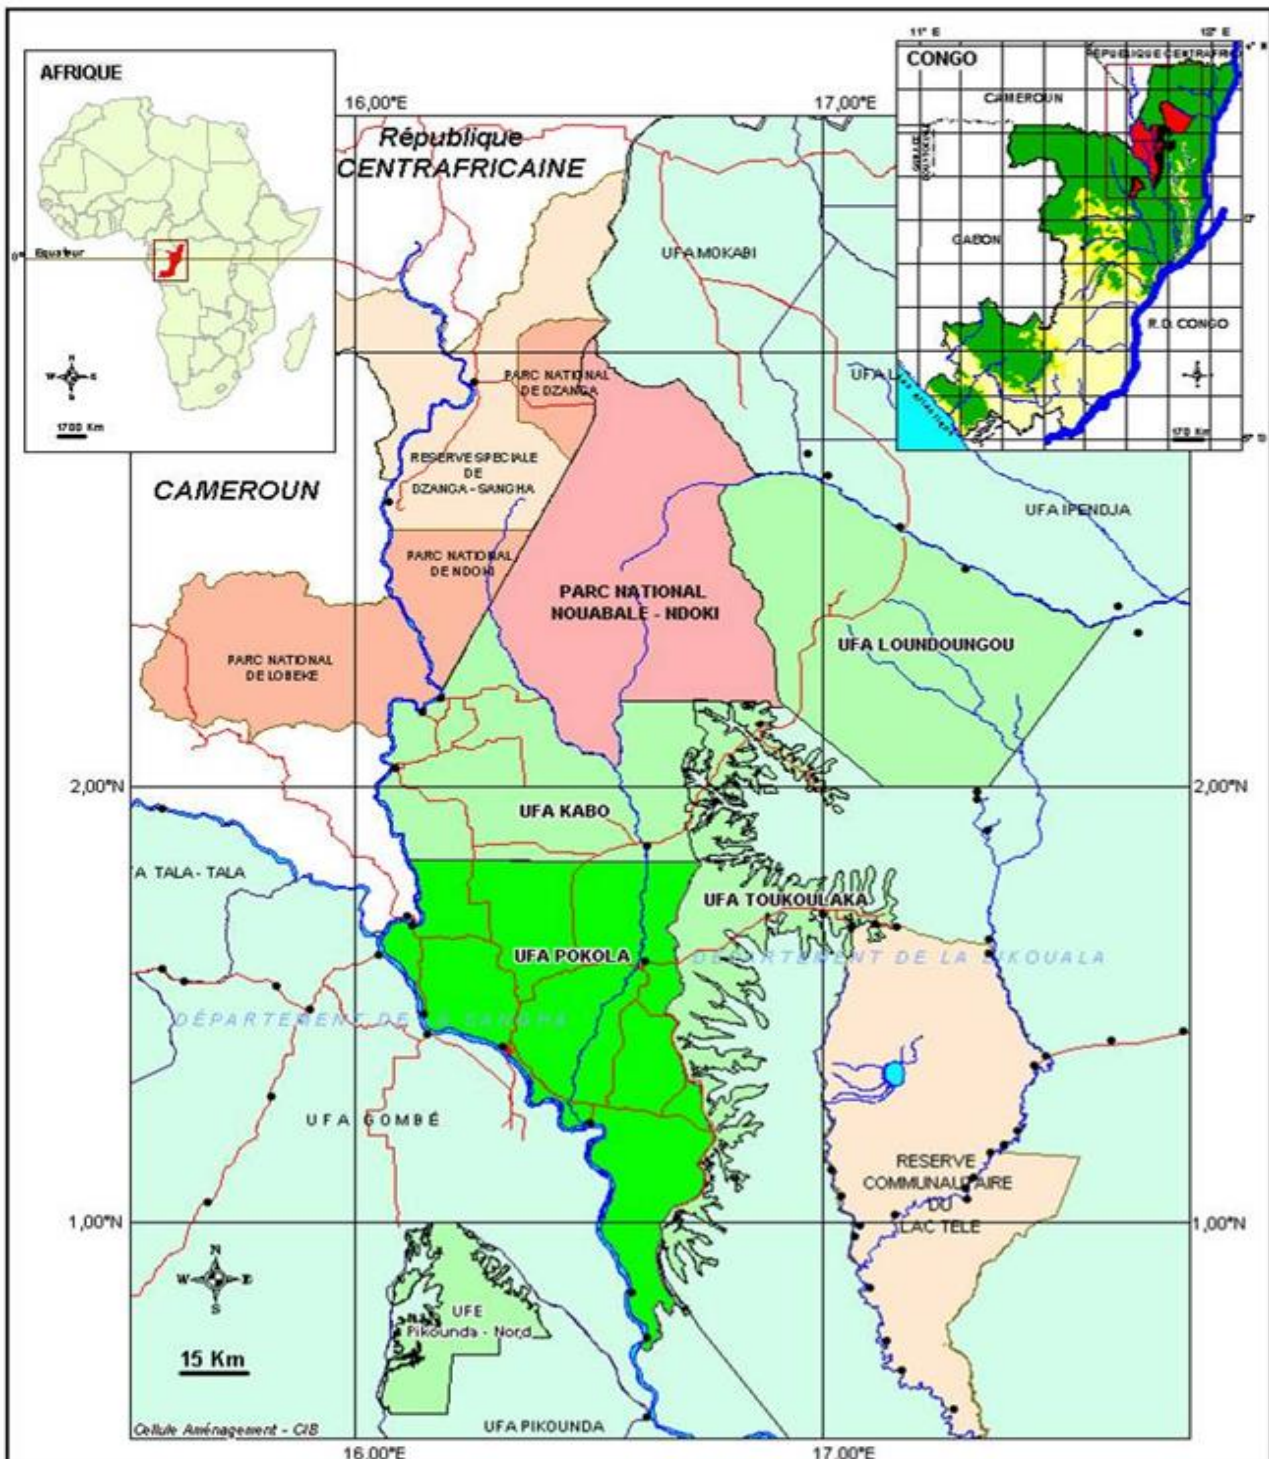 AFRIQUE
0°
Equateur
N
W
E
S
1700 Km
11° E
CONGO
CAMEROUN
GABON
R.D. CONGO
170 Km
16,00°E
17,00°E
République
CENTRAFRICAINE
UFA MOKABI
PARC NATIONAL
DE DZANGA
RESERVE SPECIALE
DE
DZANGA - SANGHA
CAMEROUN
UFA IPENDJA
PARC NATIONAL
DE NDOKI
PARC NATIONAL
NOUABALE - NDOKI
UFA LOUNDOUNGOU
PARC NATIONAL
DE LOBEKE
2,00°N
2,00°N
UFA KABO
A TALA - TALA
UFA TOUKOULAKA
UFA POKOLA
DÉPARTEMENT DE LA LIKOUALA
DÉPARTEMENT DE LA SANGHA
UFA GOMBÉ
RESERVE
COMMUNAUTAIRE
DU
LAC TELE
1,00°N
1,00°N
N
W
E
S
UFE
Pikounda - Nord
15 Km
UFA PIKOUNDA
Cellule Aménagement - CIB
16,00°E
17,00°E